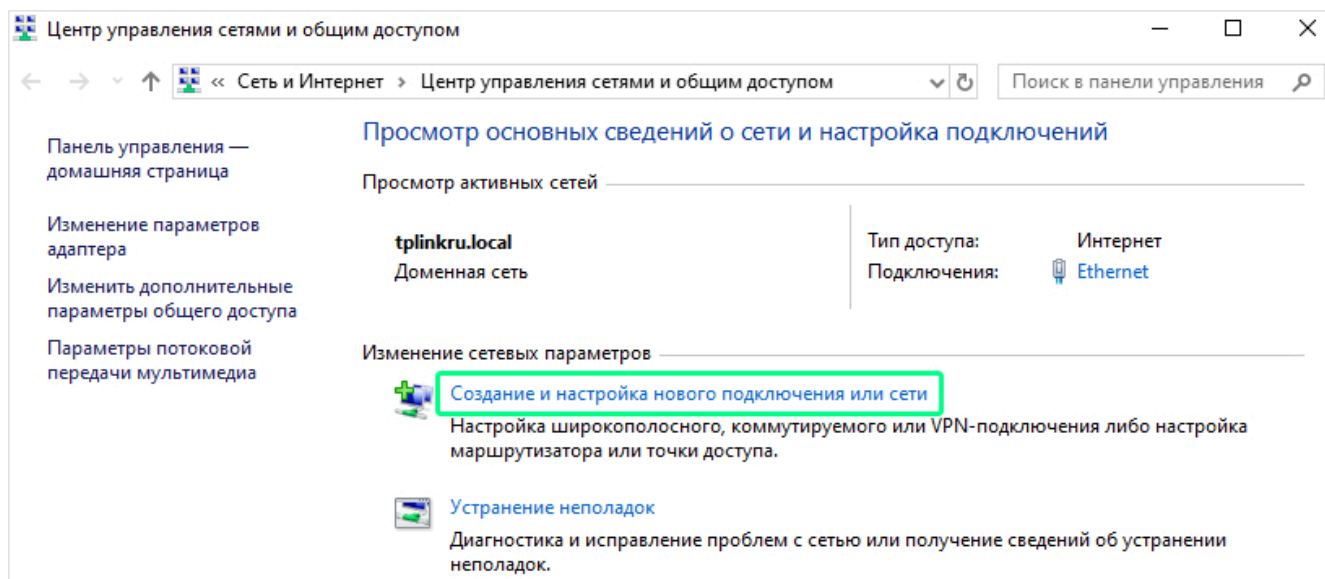 Центр управления сетями и общим доступом
« Сеть и Интернет › Центр управления сетями и общим доступом
Поиск в панели управления
Панель управления —
домашняя страница
Изменение параметров
адаптера
Изменить дополнительные
параметры общего доступа
Параметры потоковой
передачи мультимедиа
Просмотр основных сведений о сети и настройка подключений
Просмотр активных сетей
tplinkru.local
Доменная сеть
Тип доступа: Интернет
Подключения: Ethernet
Изменение сетевых параметров
Создание и настройка нового подключения или сети
Настройка широкополосного, коммутируемого или VPN-подключения либо настройка
маршрутизатора или точки доступа.
Устранение неполадок
Диагностика и исправление проблем с сетью или получение сведений об устранении
неполадок.